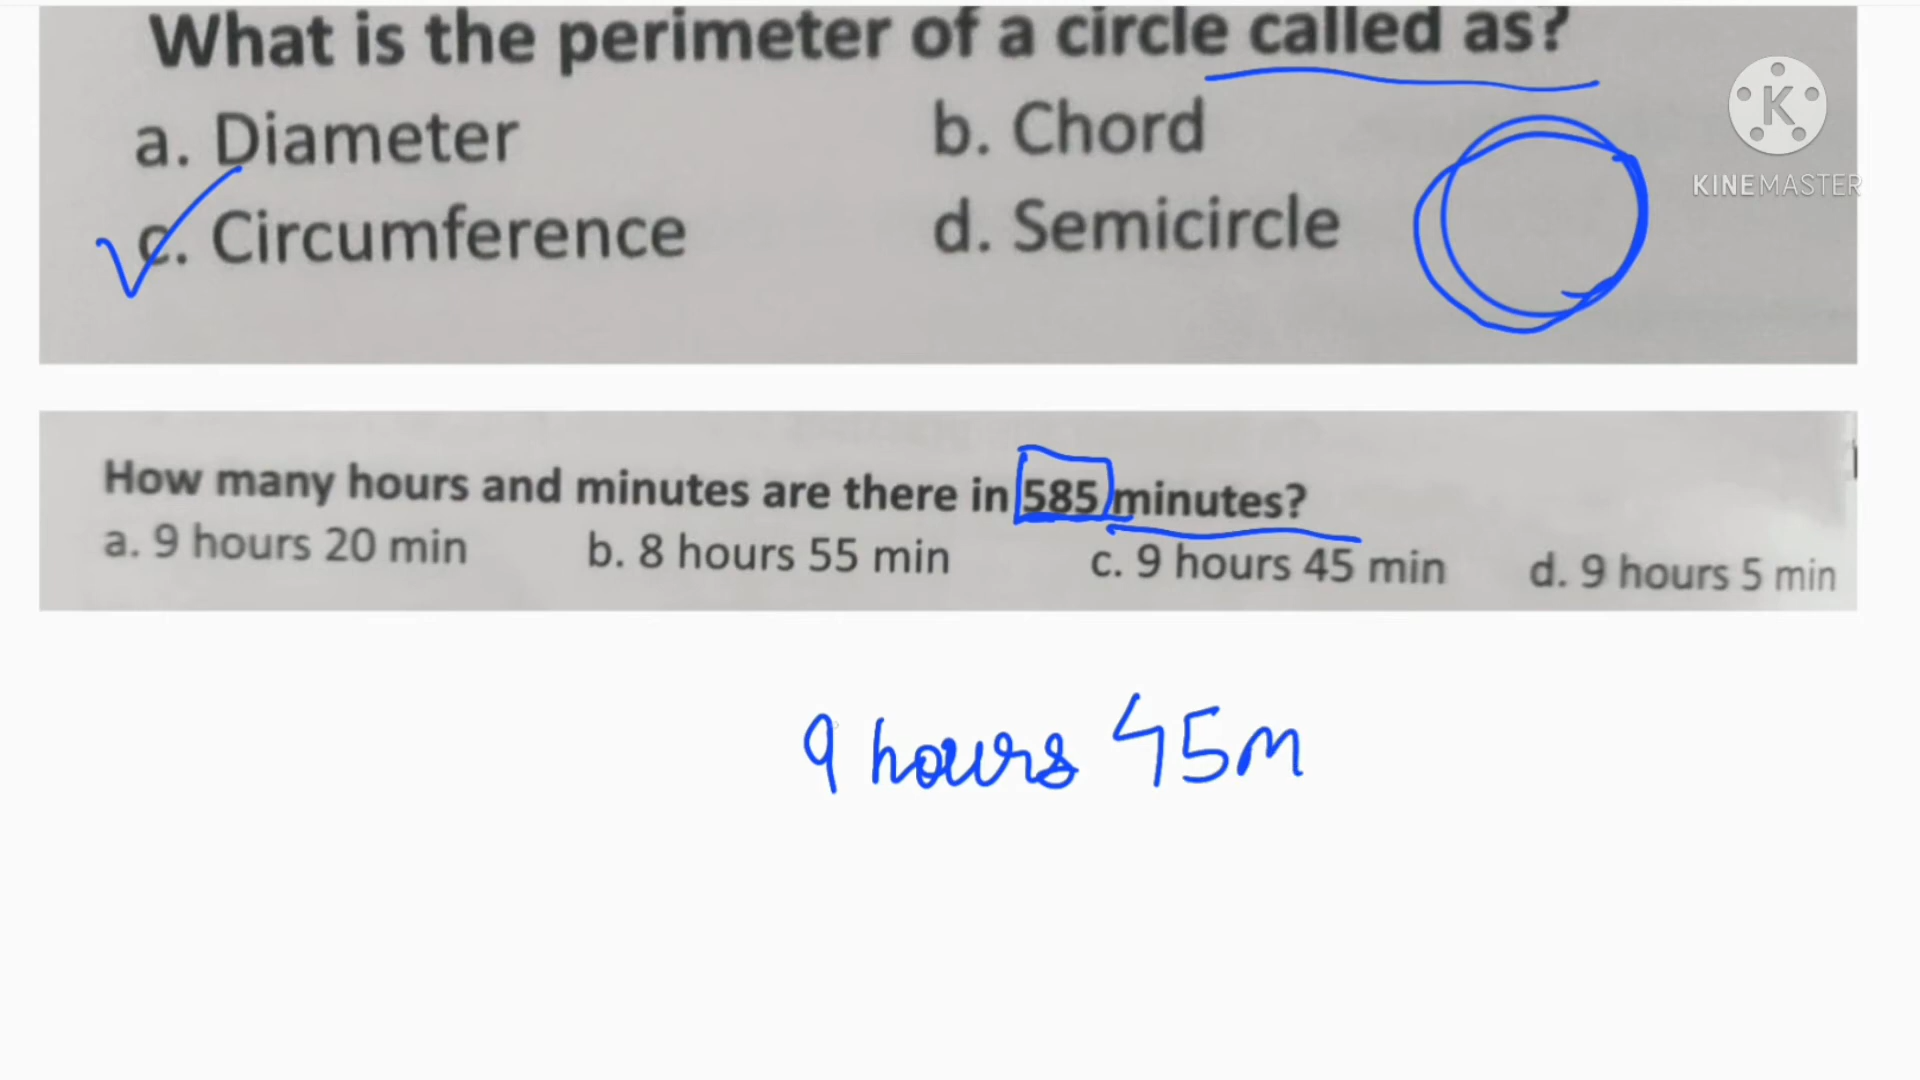 What is the perimeter of a circle called as?
a. Diameter b. Chord
c. Circumference d. Semicircle
KINEMASTER
How many hours and minutes are there in 585 minutes?
a. 9 hours 20 min b. 8 hours 55 min c. 9 hours 45 min d. 9 hours 5 min
9 hours 45m